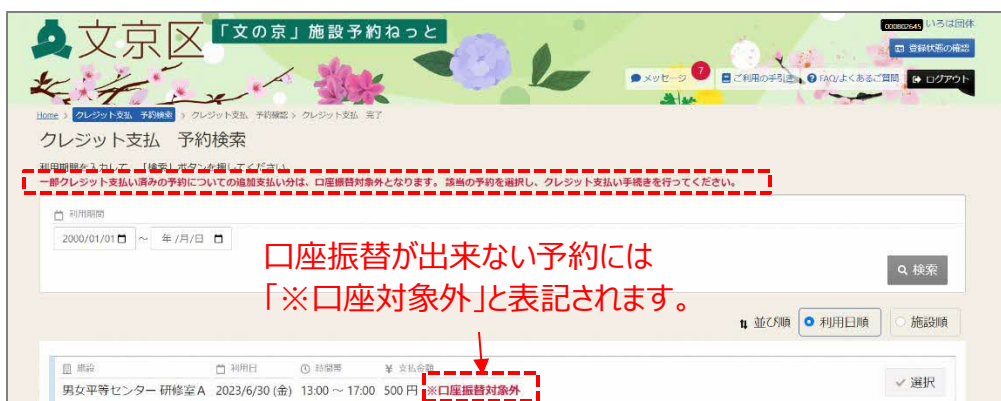 文京区「文の京」施設予約ねっと
000802645 いろは団体
登録状態の確認
メッセージ 7 ご利用の手引き FAQ/よくあるご質問 ログアウト
Home > クレジット支払 予約検索 > クレジット支払 予約確認 > クレジット支払 完了
クレジット支払 予約検索
利用期間を入力して、「検索」ボタンを押してください。
一部クレジット支払い済みの予約についての追加支払い分は、口座振替対象外となります。 該当の予約を選択し、クレジット支払い手続きを行ってください。
利用期間
2000/01/01 ～ 年 /月/日
口座振替が出来ない予約には
「※口座対象外」と表記されます。
検索
並び順 利用日順 施設順
施設 利用日 時間帯 ¥ 支払金額
男女平等センター 研修室A 2023/6/30 (金) 13:00 ～ 17:00 500 円 ※口座振替対象外
選択